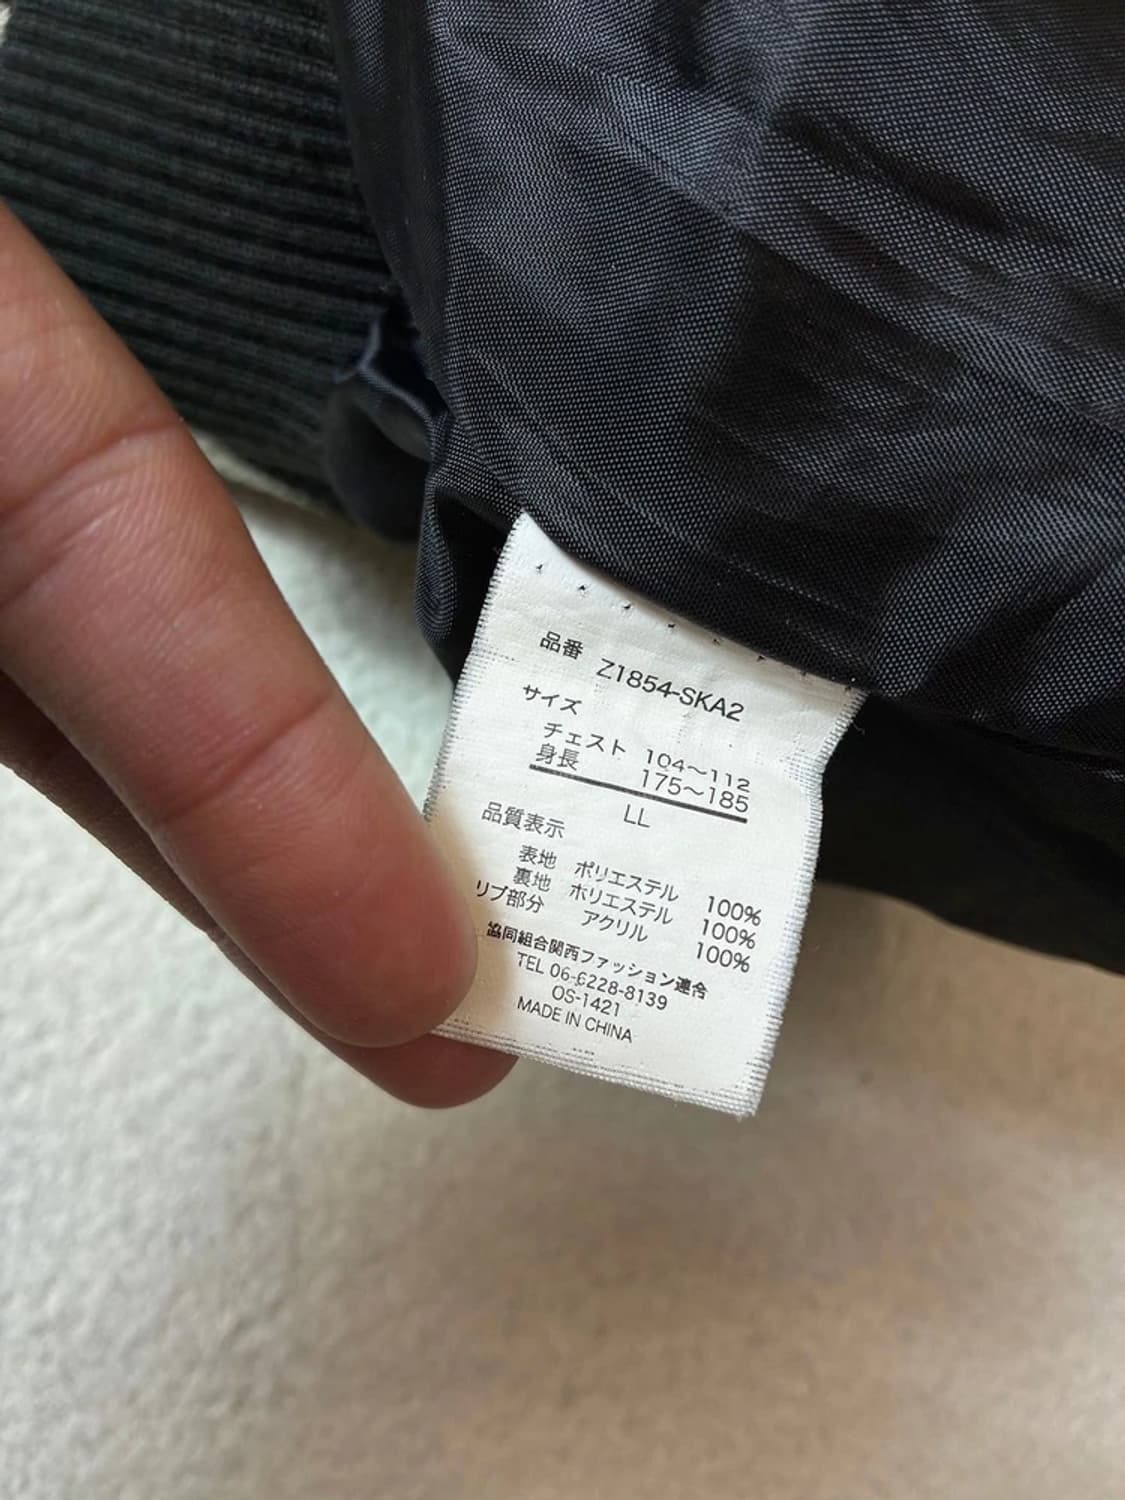 品番 Z1854-SKA2
サイズ
チェスト 104～112
身長 175～185
LL
品質表示
表地 ポリエステル 100%
裏地 ポリエステル 100%
リブ部分 アクリル 100%
協同組合関西ファッション連合
TEL 06-6228-8139
OS-1421
MADE IN CHINA